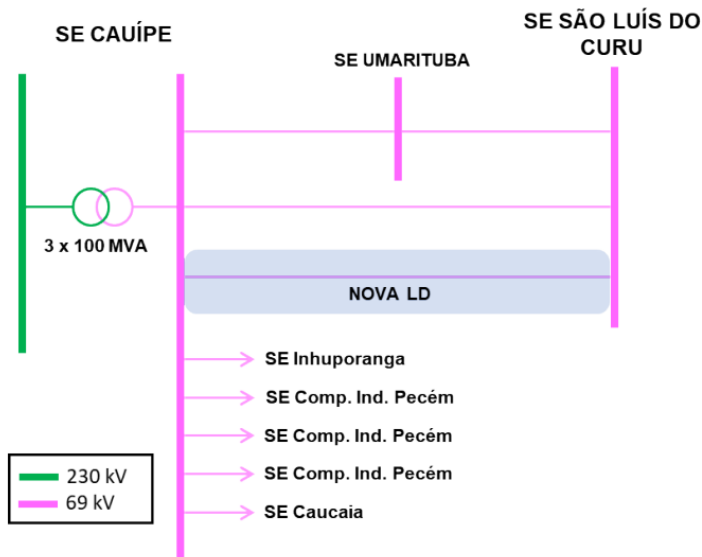 SE CAUÍPE
SE UMARITUBA
SE SÃO LUÍS DO
CURU
3 x 100 MVA
NOVA LD
SE Inhuporanga
SE Comp. Ind. Pecém
SE Comp. Ind. Pecém
SE Comp. Ind. Pecém
SE Caucaia
230 kV
69 kV